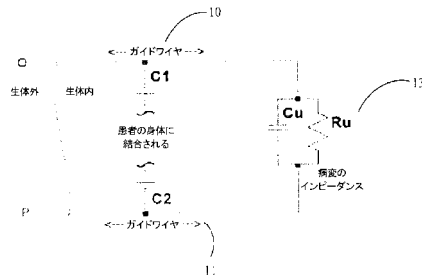 10
<--- ガイドワイヤ --->
O
C1
生体外
生体内
13
Cu
Ru
患者の身体に
結合される
病変の
インピーダンス
C2
P
<--- ガイドワイヤ --->